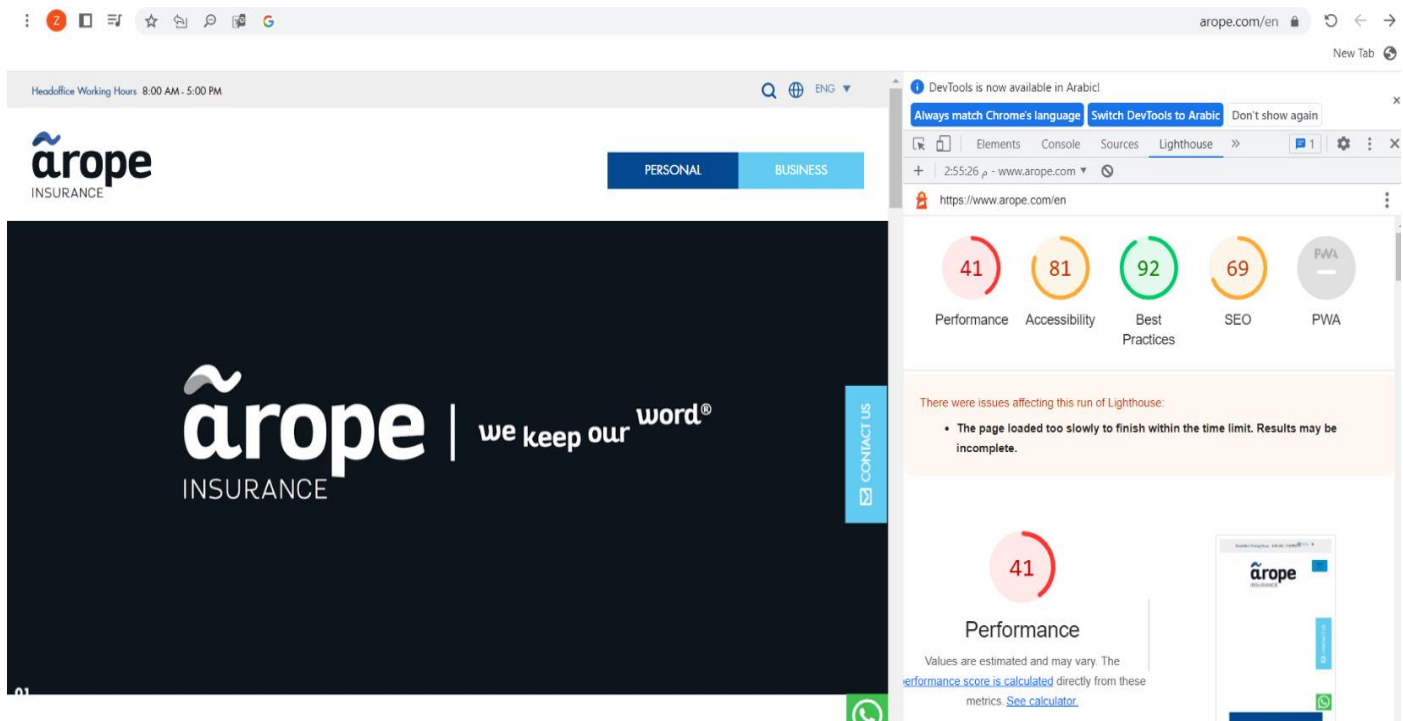 Z
G
arope.com/en
New Tab
Headoffice Working Hours 8:00 AM - 5:00 PM
ENG
ãrope
INSURANCE
PERSONAL
BUSINESS
ãrope
INSURANCE
we keep our word®
CONTACT US
01
DevTools is now available in Arabic!
Always match Chrome's language
Switch DevTools to Arabic
Don't show again
Elements Console Sources Lighthouse » 1
+ 2:55:26 م - www.arope.com
https://www.arope.com/en
41
Performance
81
Accessibility
92
Best
Practices
69
SEO
PWA
PWA
There were issues affecting this run of Lighthouse:
• The page loaded too slowly to finish within the time limit. Results may be
incomplete.
41
Performance
Values are estimated and may vary. The
erformance score is calculated directly from these
metrics. See calculator.
ãrope
INSURANCE